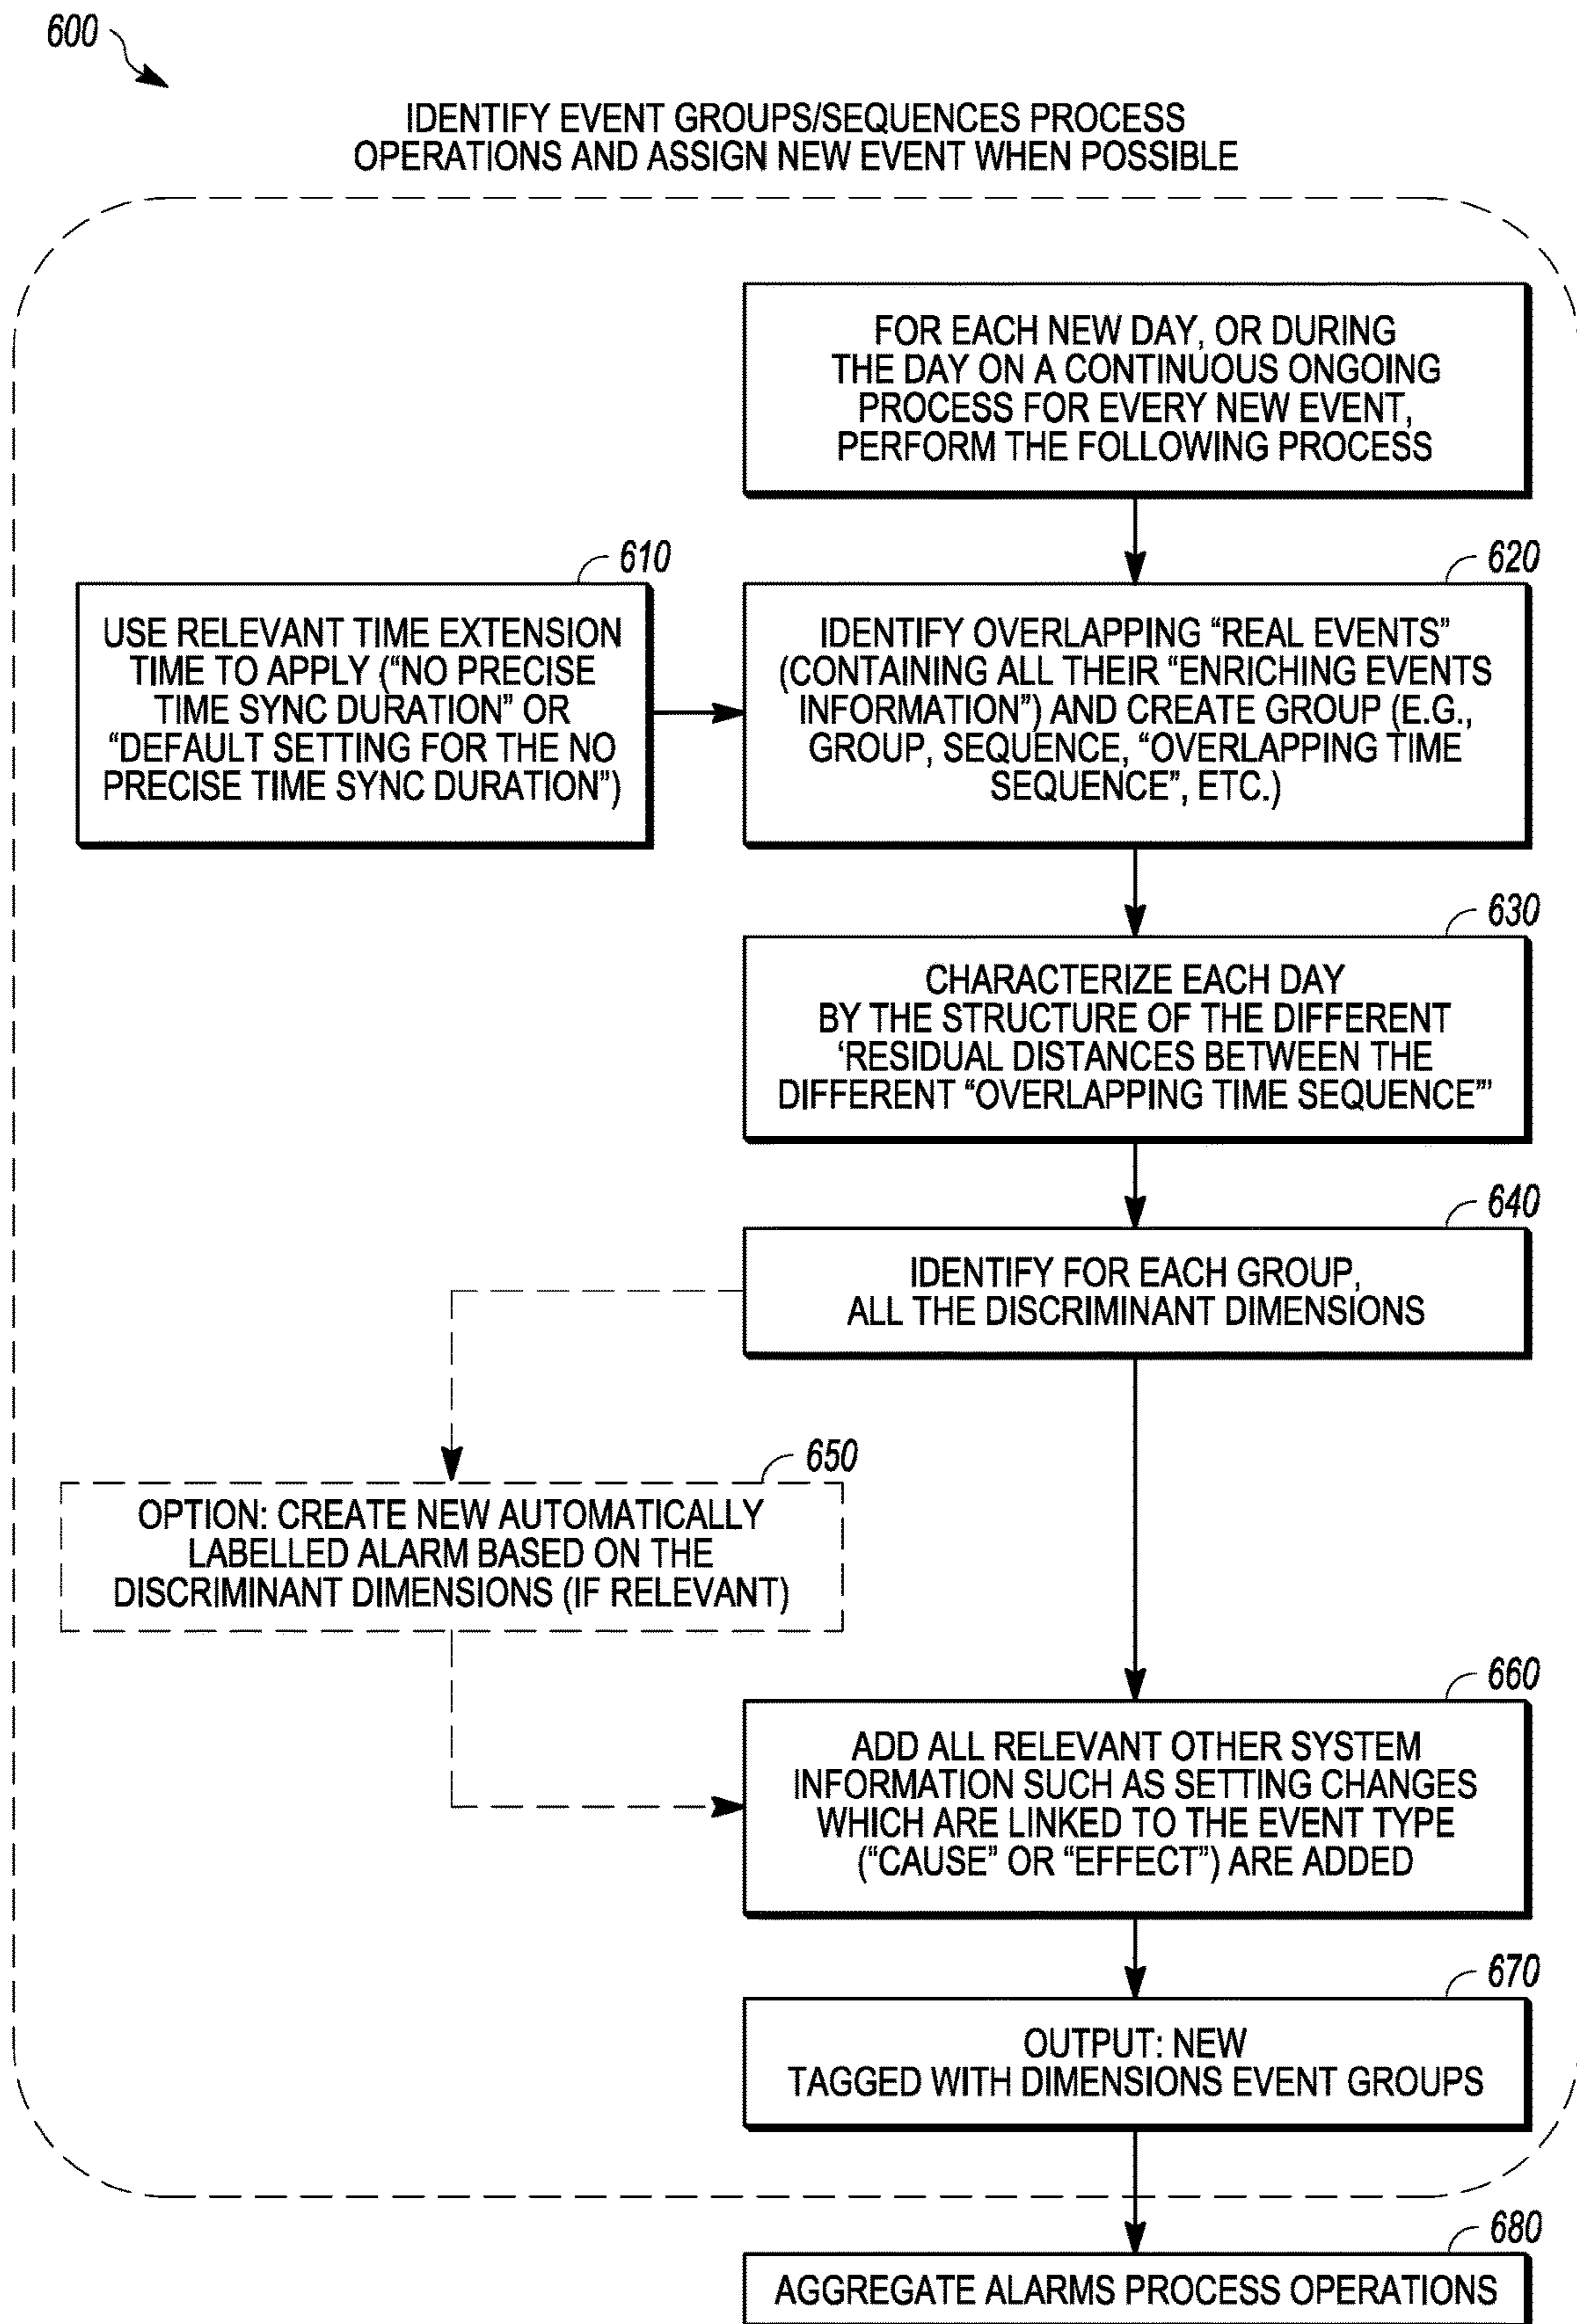 600
IDENTIFY EVENT GROUPS/SEQUENCES PROCESS
OPERATIONS AND ASSIGN NEW EVENT WHEN POSSIBLE
FOR EACH NEW DAY, OR DURING
THE DAY ON A CONTINUOUS ONGOING
PROCESS FOR EVERY NEW EVENT,
PERFORM THE FOLLOWING PROCESS
610
USE RELEVANT TIME EXTENSION
TIME TO APPLY (“NO PRECISE
TIME SYNC DURATION” OR
“DEFAULT SETTING FOR THE NO
PRECISE TIME SYNC DURATION”)
620
IDENTIFY OVERLAPPING “REAL EVENTS”
(CONTAINING ALL THEIR “ENRICHING EVENTS
INFORMATION”) AND CREATE GROUP (E.G.,
GROUP, SEQUENCE, “OVERLAPPING TIME
SEQUENCE”, ETC.)
630
CHARACTERIZE EACH DAY
BY THE STRUCTURE OF THE DIFFERENT
‘RESIDUAL DISTANCES BETWEEN THE
DIFFERENT “OVERLAPPING TIME SEQUENCE”’
640
IDENTIFY FOR EACH GROUP,
ALL THE DISCRIMINANT DIMENSIONS
650
OPTION: CREATE NEW AUTOMATICALLY
LABELLED ALARM BASED ON THE
DISCRIMINANT DIMENSIONS (IF RELEVANT)
660
ADD ALL RELEVANT OTHER SYSTEM
INFORMATION SUCH AS SETTING CHANGES
WHICH ARE LINKED TO THE EVENT TYPE
(“CAUSE” OR “EFFECT”) ARE ADDED
670
OUTPUT: NEW
TAGGED WITH DIMENSIONS EVENT GROUPS
680
AGGREGATE ALARMS PROCESS OPERATIONS